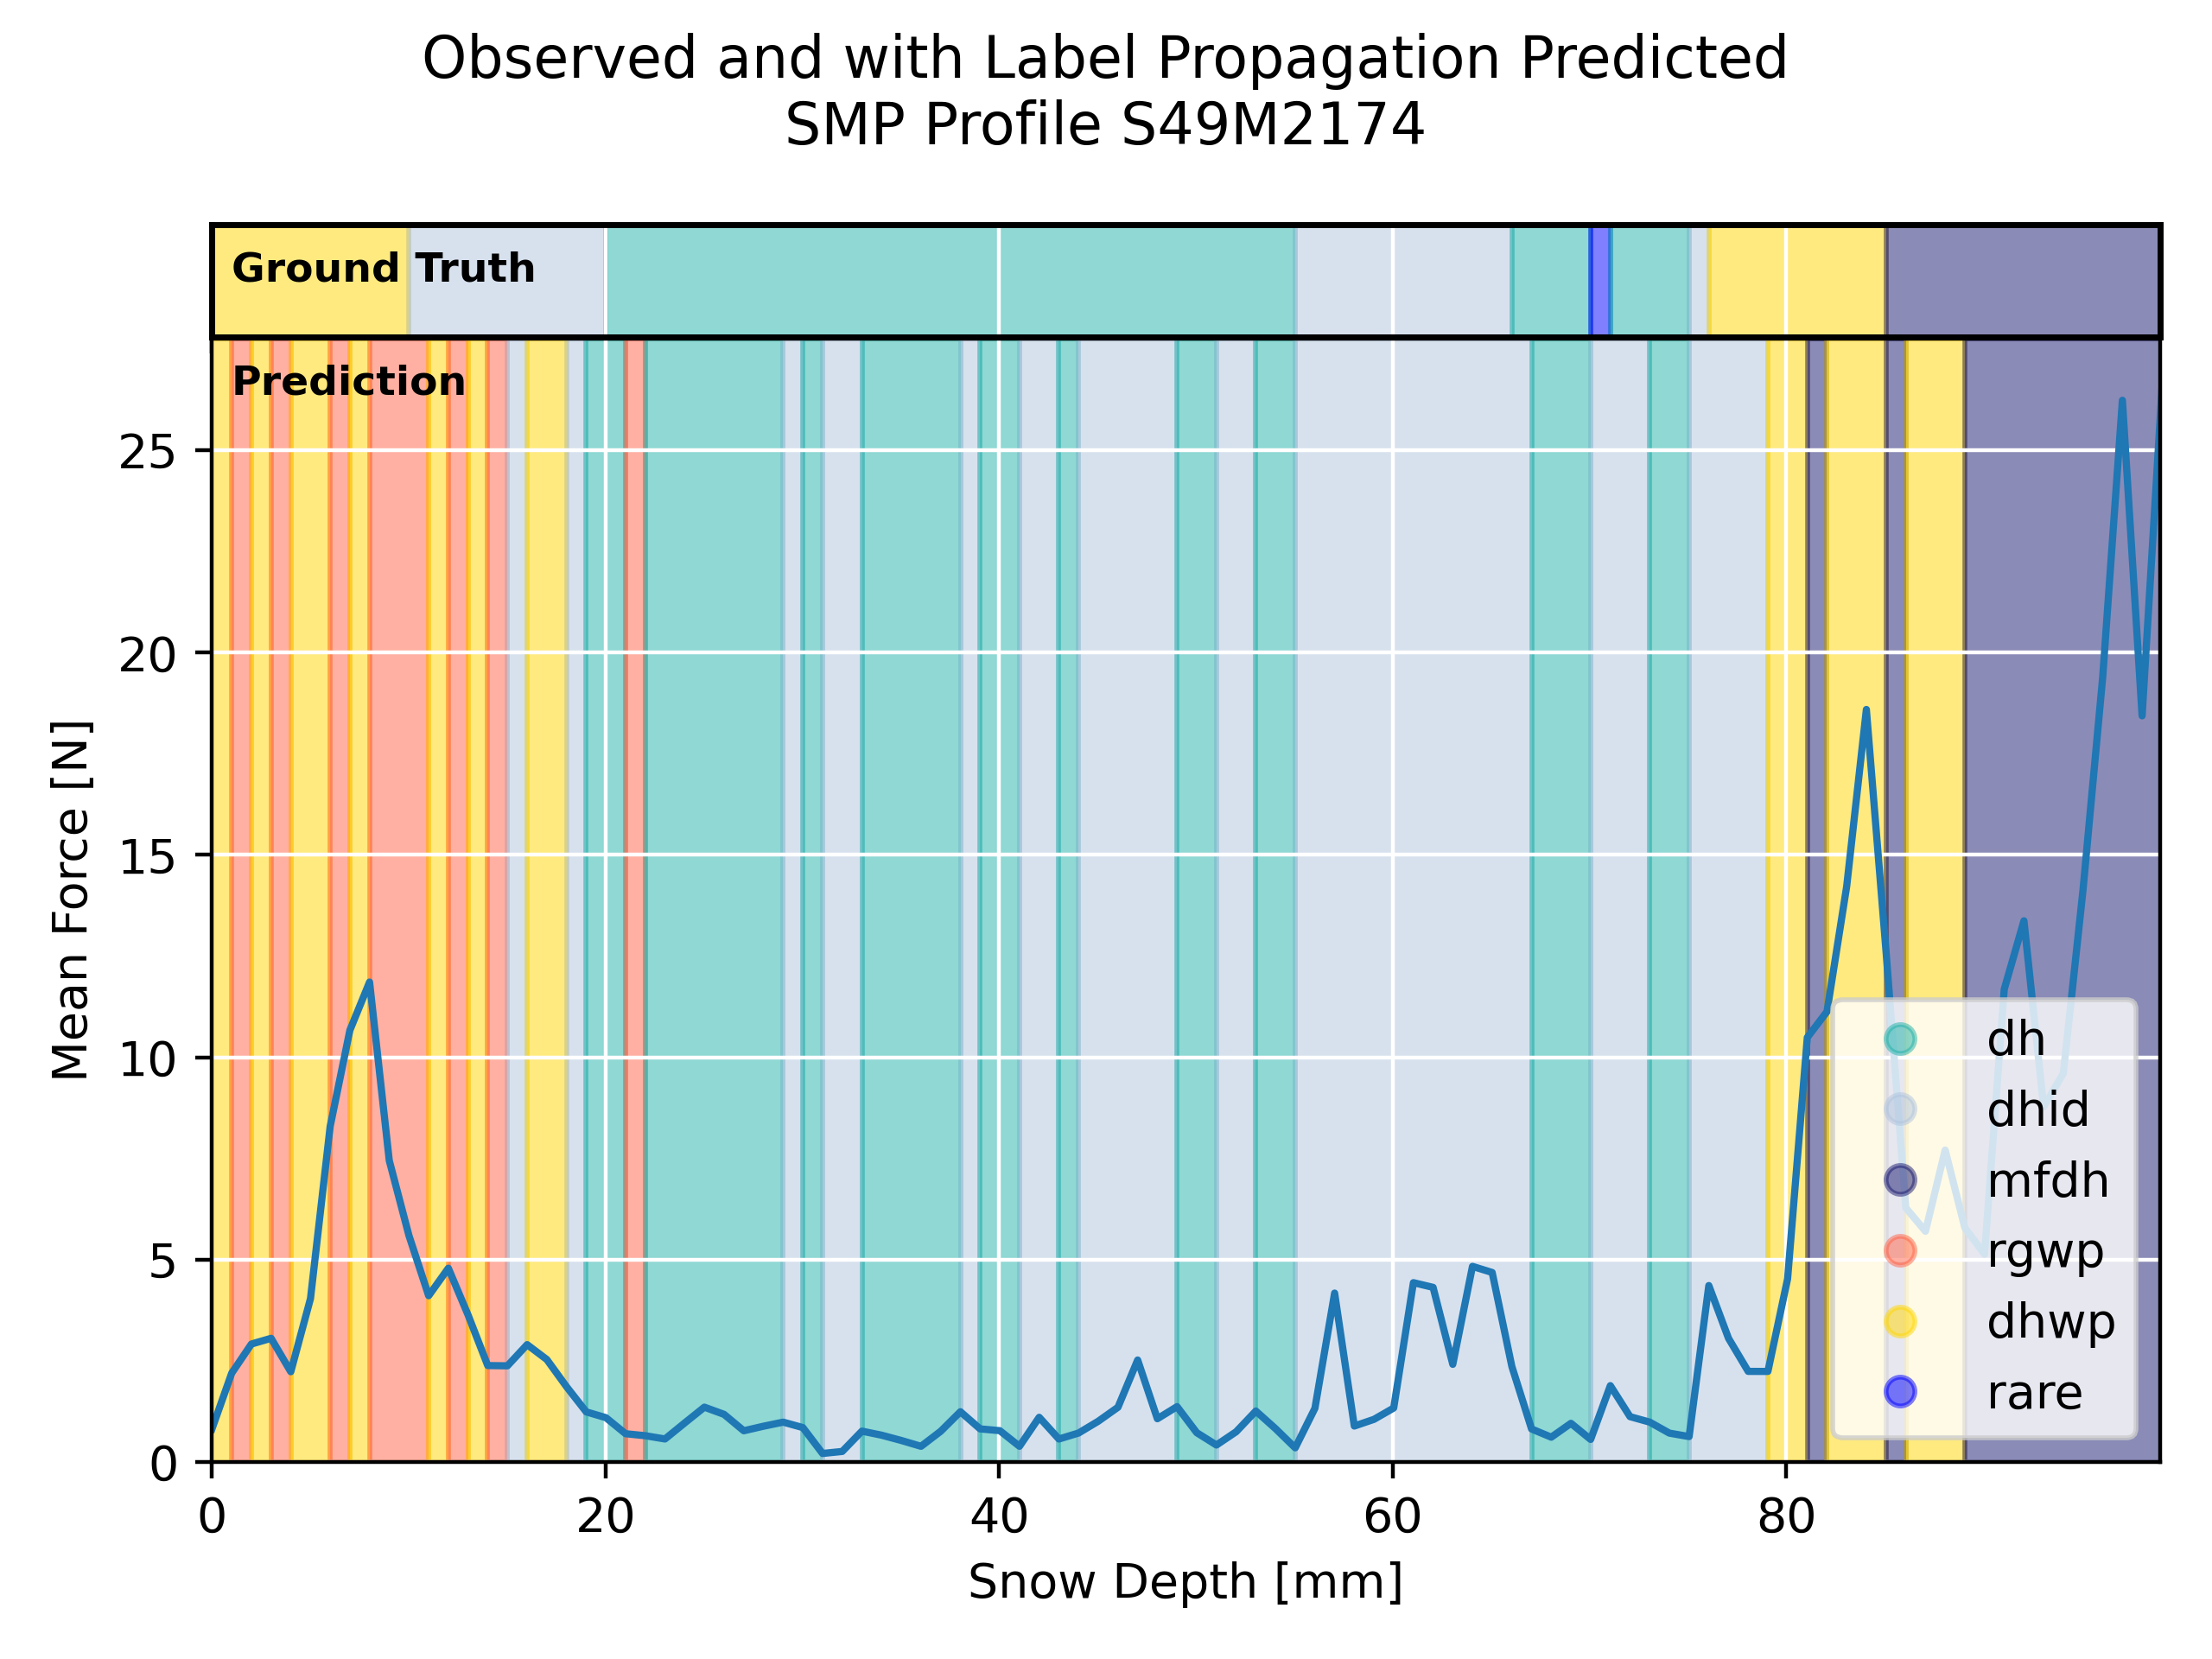 Observed and with Label Propagation Predicted
SMP Profile S49M2174
Ground Truth
Prediction
25
20
15
10
5
0
Mean Force [N]
0 20 40 60 80
Snow Depth [mm]
dh
dhid
mfdh
rgwp
dhwp
rare